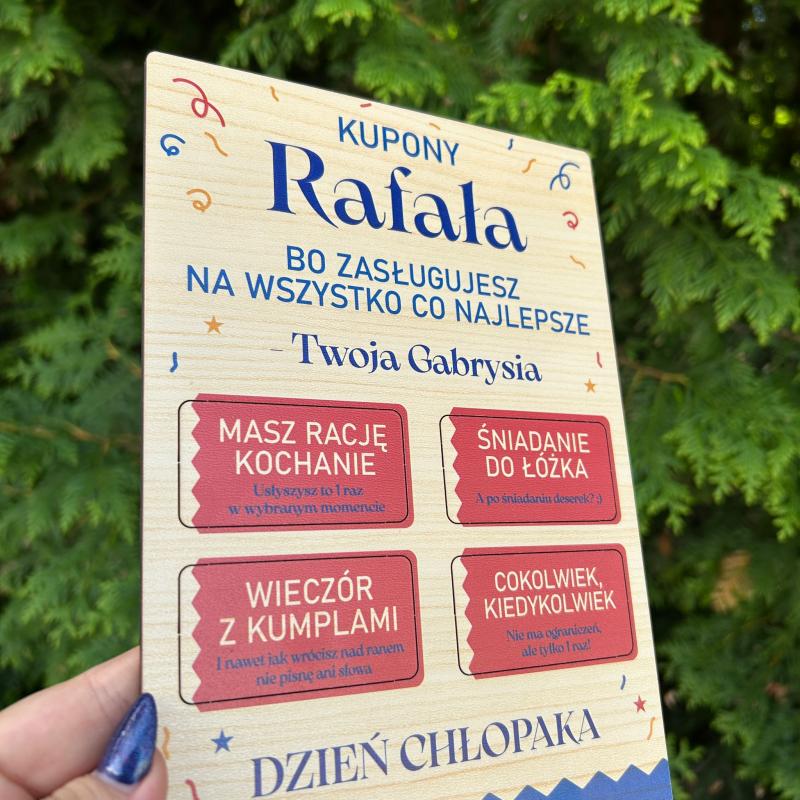 KUPONY
Rafała
BO ZASŁUGUJESZ
NA WSZYSTKO CO NAJLEPSZE
- Twoja Gabrysia
MASZ RACJĘ
KOCHANIE
Usłyszysz to 1 raz
w wybranym momencie
ŚNIADANIE
DO ŁÓŻKA
A po śniadaniu deserek? ;)
WIECZÓR
Z KUMPLAMI
I nawet jak wrócisz nad ranem
nie pisnę ani słowa
COKOLWIEK,
KIEDYKOLWIEK
Nie ma ograniczeń,
ale tylko 1 raz!
DZIEŃ CHŁOPAKA